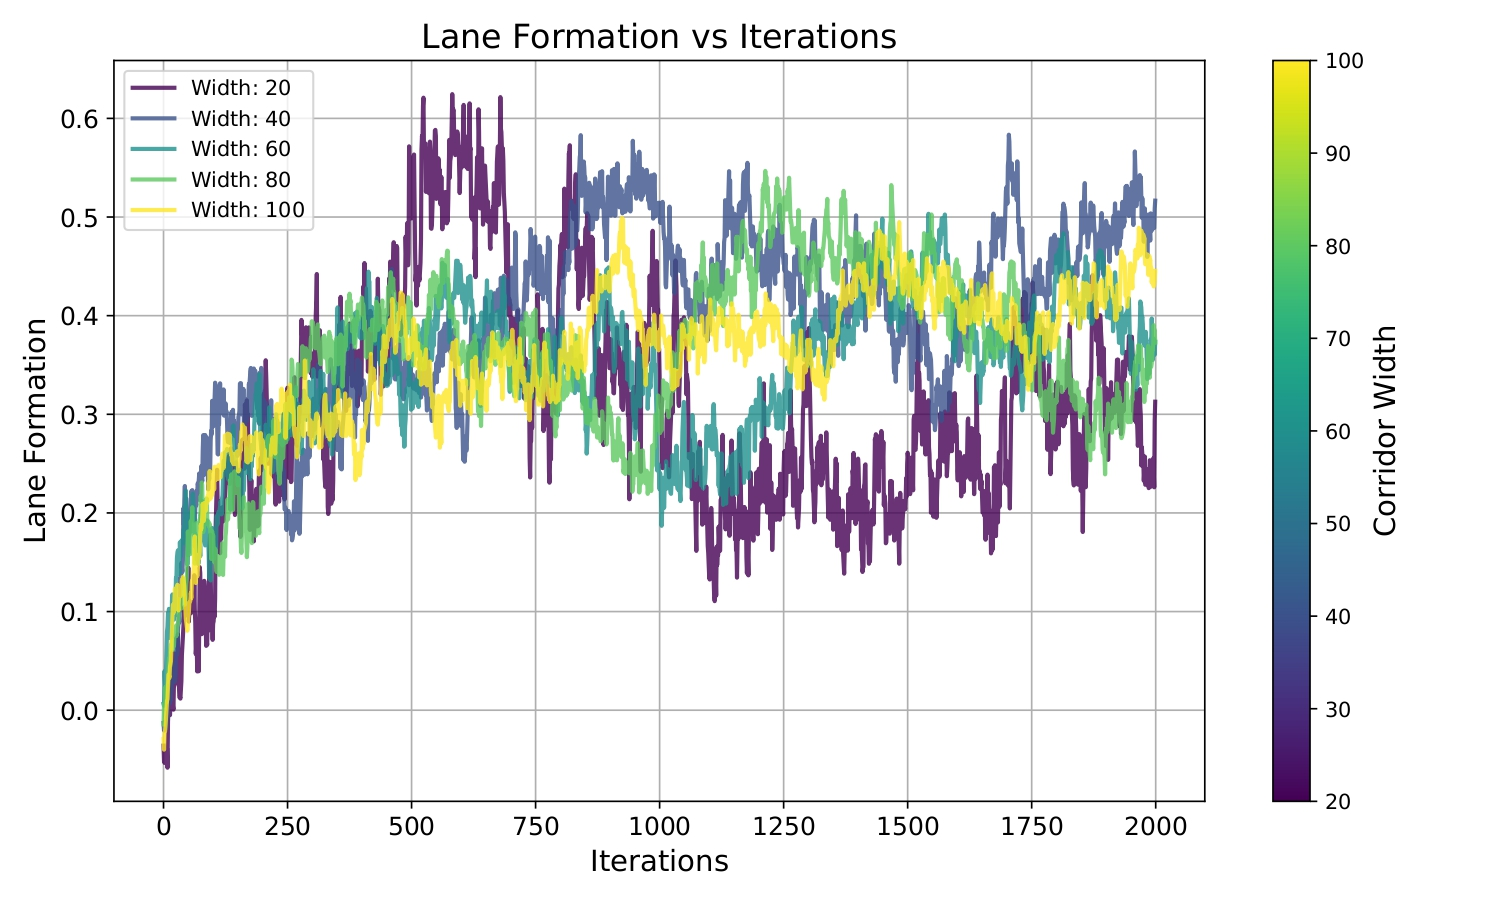 Lane Formation vs Iterations
Width: 20
Width: 40
Width: 60
Width: 80
Width: 100
Lane Formation
0.6
0.5
0.4
0.3
0.2
0.1
0.0
0 250 500 750 1000 1250 1500 1750 2000
Iterations
100
90
80
70
60
50
40
30
20
Corridor Width